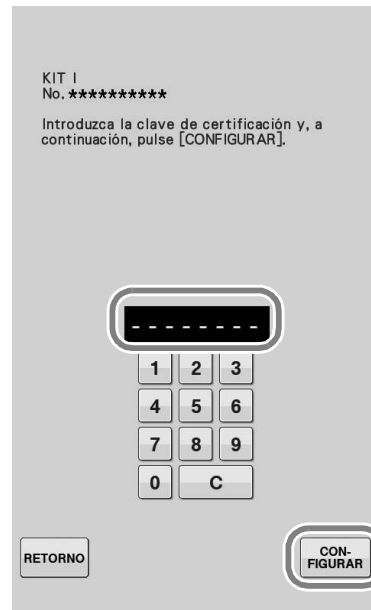 KIT I
No. **********
Introduzca la clave de certificación y, a
continuación, pulse [CONFIGURAR].
- - - - - - - -
1 2 3
4 5 6
7 8 9
0 C
RETORNO
CON-
FIGURAR